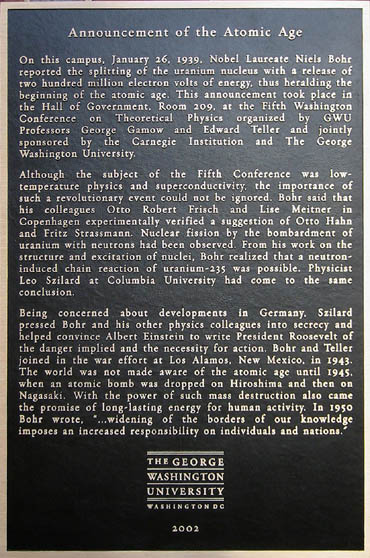 Announcement of the Atomic Age
On this campus, January 26, 1939, Nobel Laureate Niels Bohr
reported the splitting of the uranium nucleus with a release of
two hundred million electron volts of energy, thus heralding the
beginning of the atomic age. This announcement took place in
the Hall of Government, Room 209, at the Fifth Washington
Conference on Theoretical Physics organized by GWU
Professors George Gamow and Edward Teller and jointly
sponsored by the Carnegie Institution and The George
Washington University.
Although the subject of the Fifth Conference was low-
temperature physics and superconductivity, the importance of
such a revolutionary event could not be ignored. Bohr said that
his colleagues Otto Robert Frisch and Lise Meitner in
Copenhagen experimentally verified a suggestion of Otto Hahn
and Fritz Strassmann. Nuclear fission by the bombardment of
uranium with neutrons had been observed. From his work on the
structure and excitation of nuclei, Bohr realized that a neutron-
induced chain reaction of uranium-235 was possible. Physicist
Leo Szilard at Columbia University had come to the same
conclusion.
Being concerned about developments in Germany, Szilard
pressed Bohr and his other physics colleagues into secrecy and
helped convince Albert Einstein to write President Roosevelt of
the danger implied and the necessity for action. Bohr and Teller
joined in the war effort at Los Alamos, New Mexico, in 1943.
The world was not made aware of the atomic age until 1945,
when an atomic bomb was dropped on Hiroshima and then on
Nagasaki. With the power of such mass destruction also came
the promise of long-lasting energy for human activity. In 1950
Bohr wrote, "...widening of the borders of our knowledge
imposes an increased responsibility on individuals and nations."
THE GEORGE
WASHINGTON
UNIVERSITY
WASHINGTON DC
2002